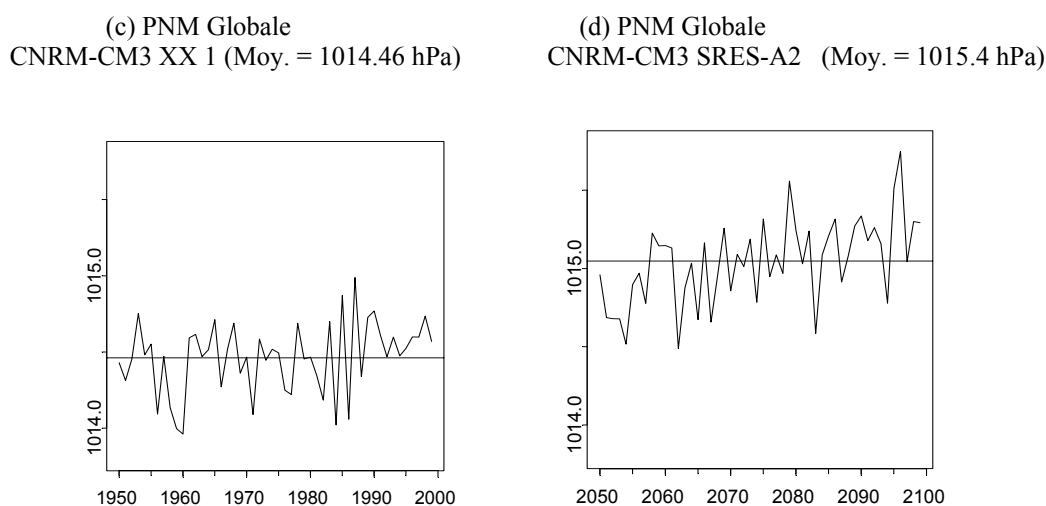 (c) PNM Globale
CNRM-CM3 XX 1 (Moy. = 1014.46 hPa)
(d) PNM Globale
CNRM-CM3 SRES-A2 (Moy. = 1015.4 hPa)
1015.0
1014.0
1950 1960 1970 1980 1990 2000
1015.0
1014.0
2050 2060 2070 2080 2090 2100